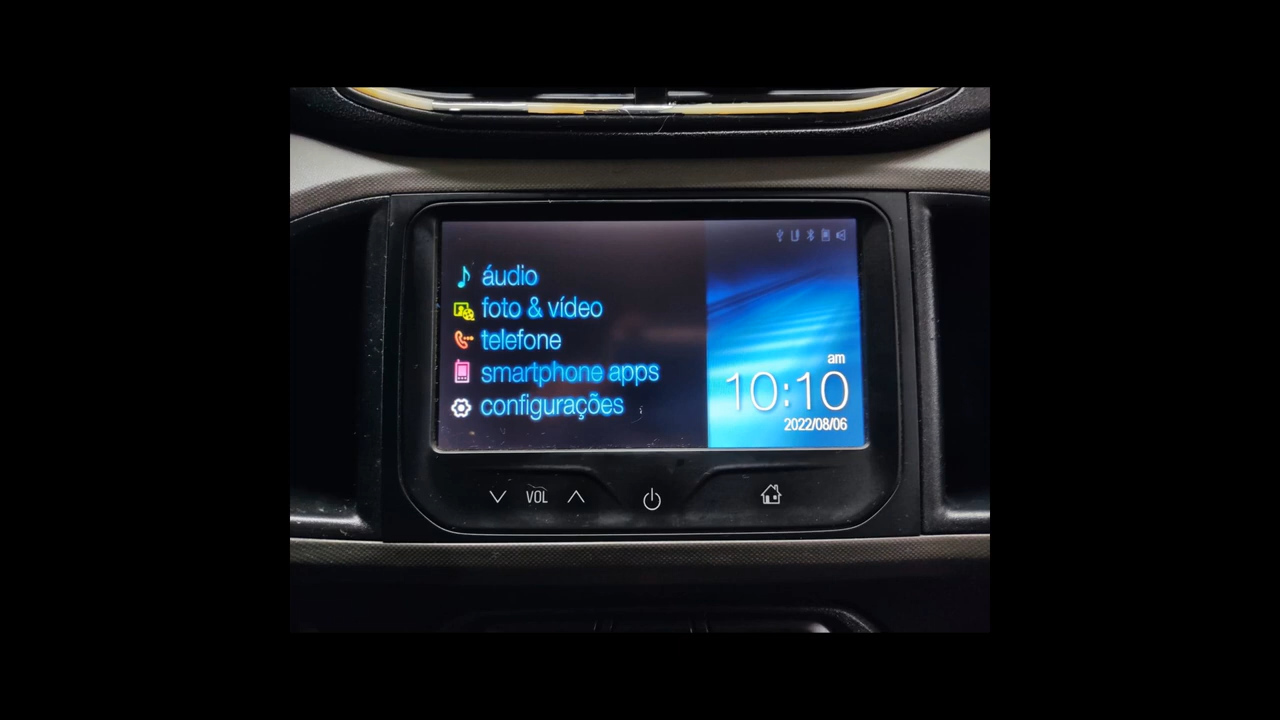 áudio
foto & vídeo
telefone
smartphone apps
configurações
am
10:10
2022/08/06
VOL